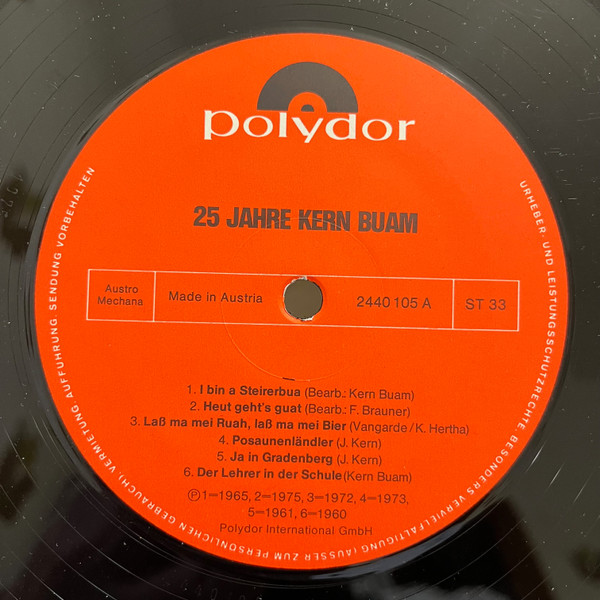 polydor
25 JAHRE KERN BUAM
Austro
Mechana
Made in Austria
2440 105 A
ST 33
1. I bin a Steirerbua (Bearb.: Kern Buam)
2. Heut geht's guat (Bearb.: F. Brauner)
3. Laß ma mei Ruah, laß ma mei Bier (Vangarde/K. Hertha)
4. Posaunenländler (J. Kern)
5. Ja in Gradenberg (J. Kern)
6. Der Lehrer in der Schule (Kern Buam)
Ⓟ1=1965, 2=1975, 3=1972, 4=1973,
5=1961, 6=1960
Polydor International GmbH
URHEBER- UND LEISTUNGSSCHUTZRECHTE, BESONDERS VERVIELFÄLTIGUNG (AUSSER ZUM PERSÖNLICHEN GEBRAUCH) VERMIETUNG AUFFÜHRUNG, SENDUNG VORBEHALTEN